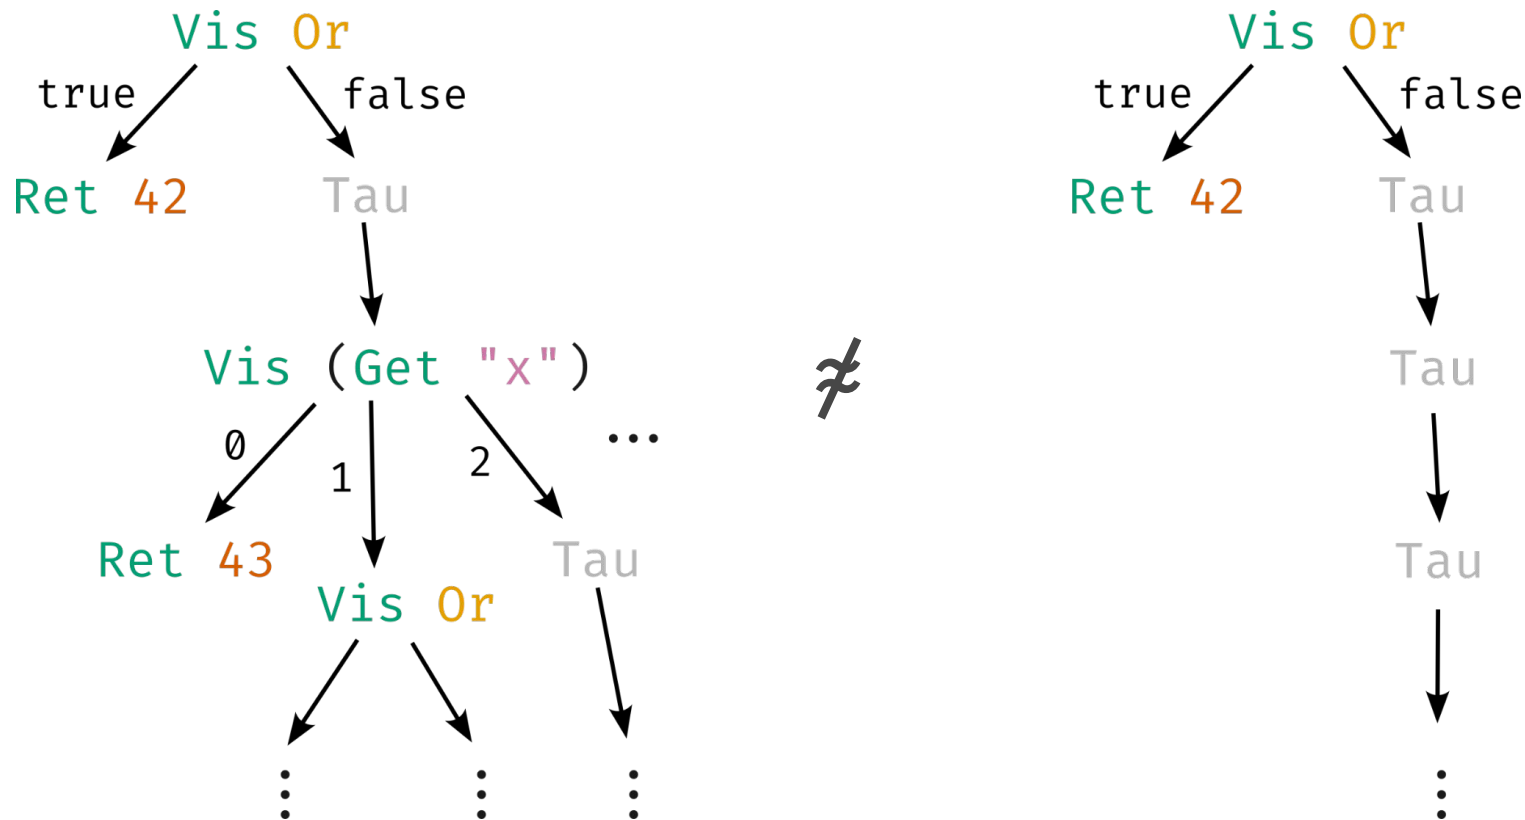 Vis Or
true
false
Ret 42
Tau
Vis (Get "x")
0
1
2
...
Ret 43
Vis Or
Tau
≉
Vis Or
true
false
Ret 42
Tau
Tau
Tau